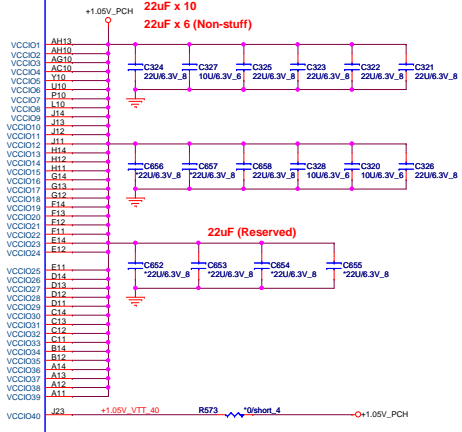 22uF x 10
+1.05V_PCH
22uF x 6 (Non-stuff)
VCCIO1 AH13
VCCIO2 AH10
VCCIO3 AG10
VCCIO4 AC10
VCCIO5 Y10
VCCIO6 U10
VCCIO7 P10
VCCIO8 L10
VCCIO9 J14
VCCIO10 J13
VCCIO11 J12
VCCIO12 J11
VCCIO13 H14
VCCIO14 H12
VCCIO15 H11
VCCIO16 G14
VCCIO17 G13
VCCIO18 G12
VCCIO19 F14
VCCIO20 F13
VCCIO21 F12
VCCIO22 F11
VCCIO23 E14
VCCIO24 E12
VCCIO25 E11
VCCIO26 D14
VCCIO27 D13
VCCIO28 D12
VCCIO29 D11
VCCIO30 C14
VCCIO31 C13
VCCIO32 C12
VCCIO33 C11
VCCIO34 B14
VCCIO35 B12
VCCIO36 A14
VCCIO37 A13
VCCIO38 A12
VCCIO39 A11
VCCIO40 J23
C324 C327 C325 C323 C322 C321
22U/6.3V_8 10U/6.3V_6 22U/6.3V_8 22U/6.3V_8 22U/6.3V_8 22U/6.3V_8
C656 C657 C658 C328 C320 C326
*22U/6.3V_8 *22U/6.3V_8 22U/6.3V_8 10U/6.3V_6 10U/6.3V_6 22U/6.3V_8
22uF (Reserved)
C652 C653 C654 C655
*22U/6.3V_8 *22U/6.3V_8 *22U/6.3V_8 *22U/6.3V_8
+1.05V_VTT_40 R573 *0/short_4 +1.05V_PCH